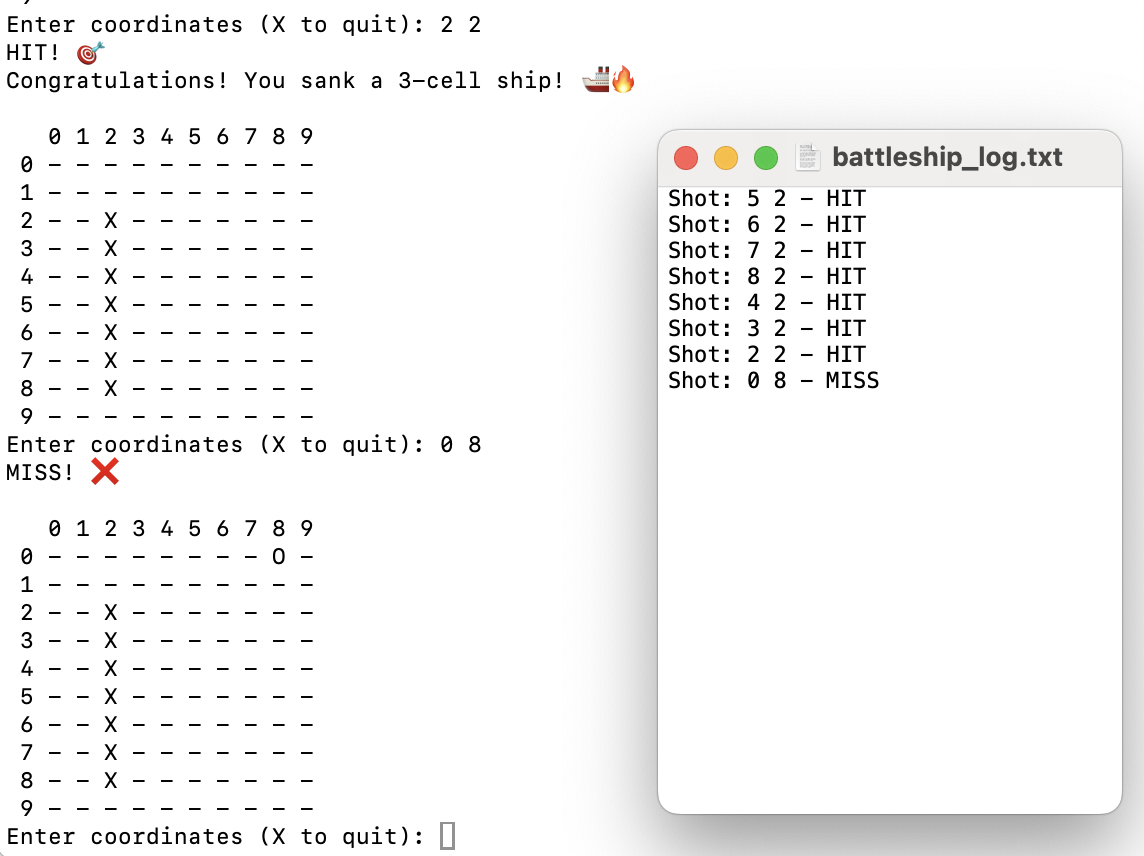 Enter coordinates (X to quit): 2 2
HIT! 🎯
Congratulations! You sank a 3-cell ship! 🚢🔥
0 1 2 3 4 5 6 7 8 9
0 - - - - - - - - - -
1 - - - - - - - - - -
2 - - X - - - - - - -
3 - - X - - - - - - -
4 - - X - - - - - - -
5 - - X - - - - - - -
6 - - X - - - - - - -
7 - - X - - - - - - -
8 - - X - - - - - - -
9 - - - - - - - - - -
Enter coordinates (X to quit): 0 8
MISS! ❌
0 1 2 3 4 5 6 7 8 9
0 - - - - - - - - O -
1 - - - - - - - - - -
2 - - X - - - - - - -
3 - - X - - - - - - -
4 - - X - - - - - - -
5 - - X - - - - - - -
6 - - X - - - - - - -
7 - - X - - - - - - -
8 - - X - - - - - - -
9 - - - - - - - - - -
Enter coordinates (X to quit):
battleship_log.txt
Shot: 5 2 - HIT
Shot: 6 2 - HIT
Shot: 7 2 - HIT
Shot: 8 2 - HIT
Shot: 4 2 - HIT
Shot: 3 2 - HIT
Shot: 2 2 - HIT
Shot: 0 8 - MISS